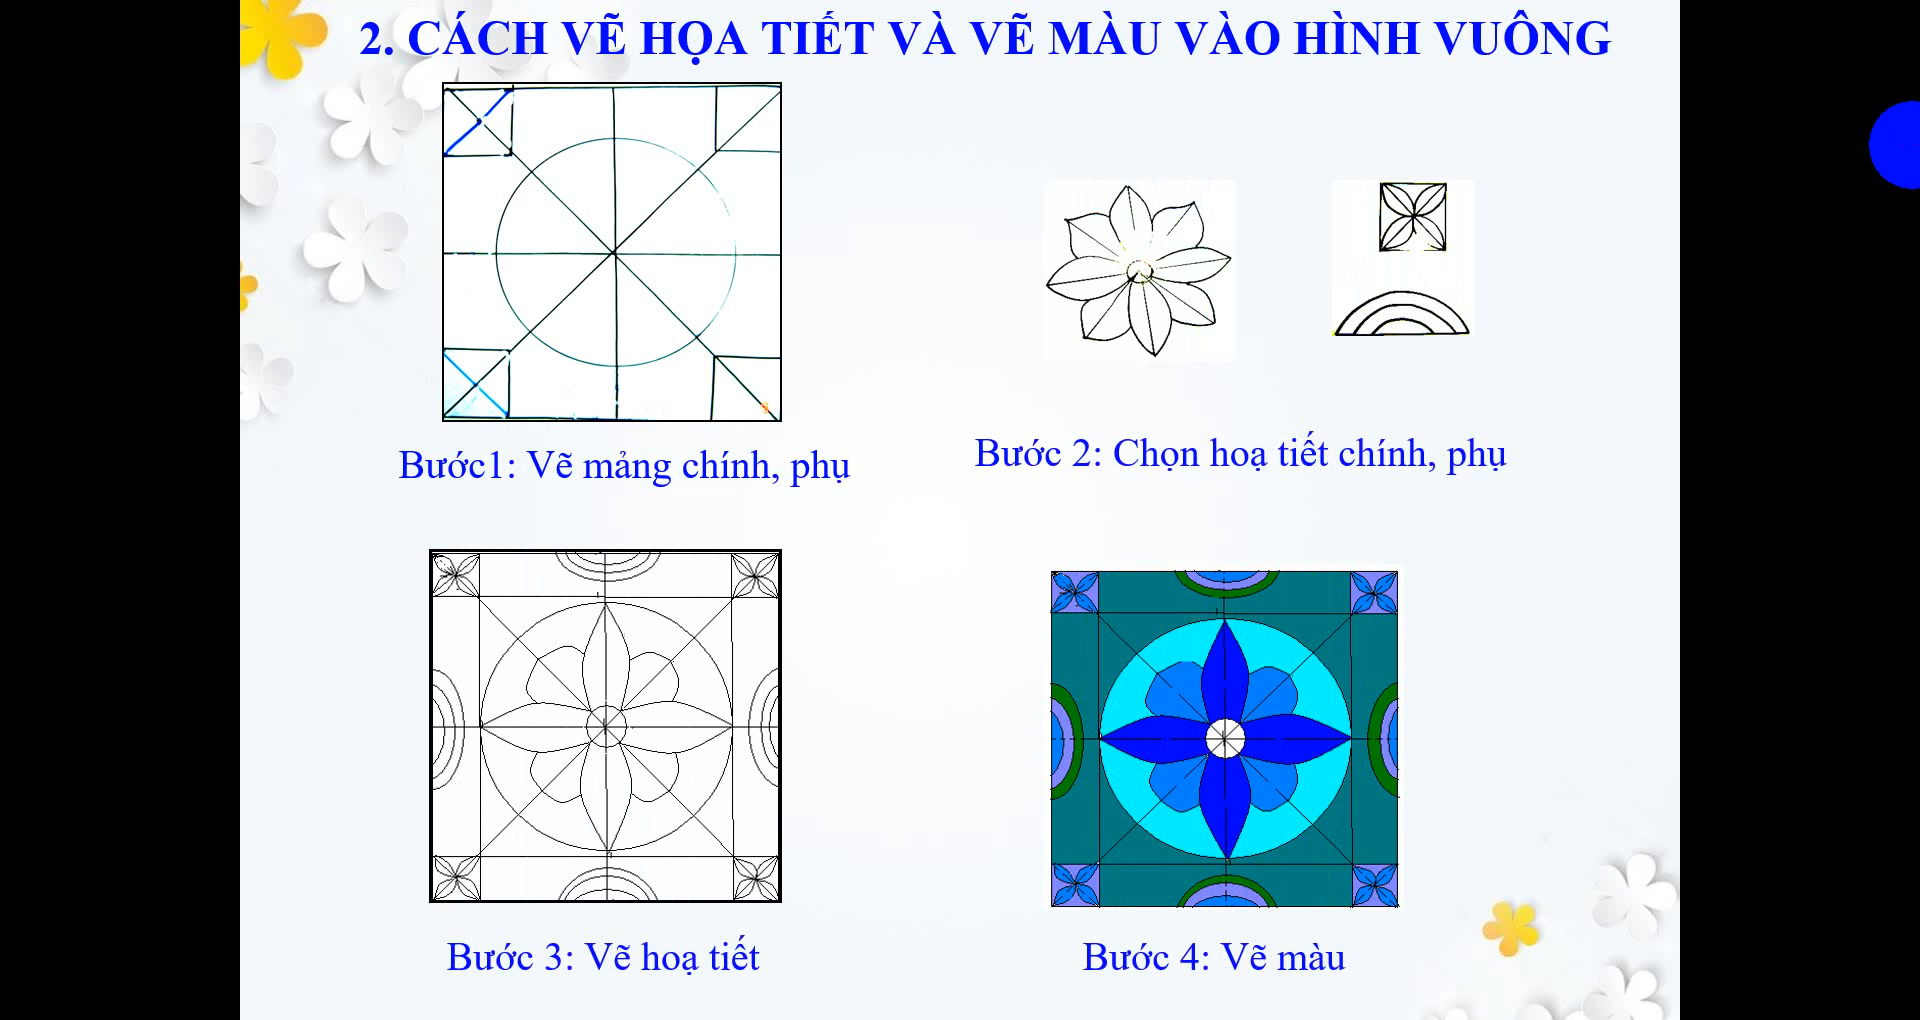 2. CÁCH VẼ HỌA TIẾT VÀ VẼ MÀU VÀO HÌNH VUÔNG
Bước1: Vẽ mảng chính, phụ
Bước 2: Chọn hoạ tiết chính, phụ
Bước 3: Vẽ hoạ tiết
Bước 4: Vẽ màu